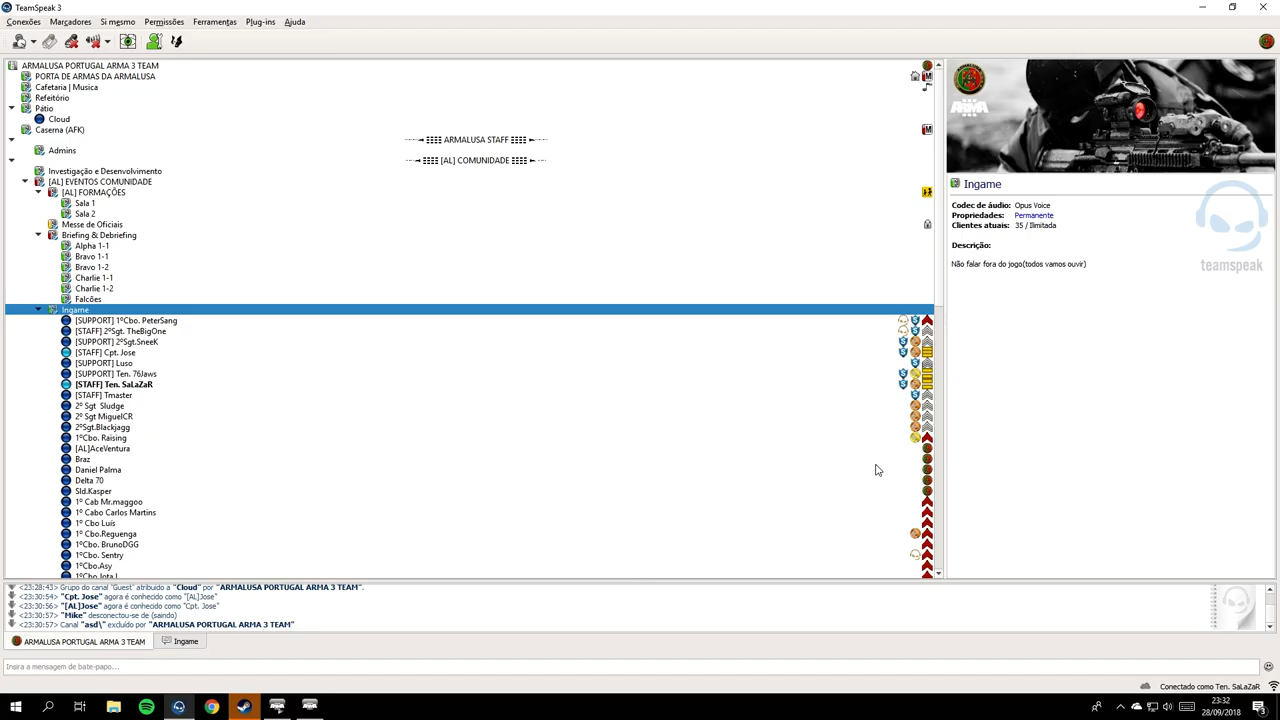 TeamSpeak 3
Conexões Marcadores Si mesmo Permissões Ferramentas Plug-ins Ajuda
ARMALUSA PORTUGAL ARMA 3 TEAM
PORTA DE ARMAS DA ARMALUSA
Cafetaria | Musica
Refeitório
Pátio
Cloud
Caserna (AFK)
ARMALUSA STAFF
Admins
[AL] COMUNIDADE
Investigação e Desenvolvimento
[AL] EVENTOS COMUNIDADE
[AL] FORMAÇÕES
Sala 1
Sala 2
Messe de Oficiais
Briefing & Debriefing
Alpha 1-1
Bravo 1-1
Bravo 1-2
Charlie 1-1
Charlie 1-2
Falcões
Ingame
[SUPPORT] 1ºCbo. PeterSang
[STAFF] 2ºSgt. TheBigOne
[SUPPORT] 2ºSgt.SneeK
[STAFF] Cpt. Jose
[SUPPORT] Luso
[SUPPORT] Ten. 76Jaws
[STAFF] Ten. SaLaZaR
[STAFF] Tmaster
2º Sgt Sludge
2º Sgt MiguelCR
2ºSgt.Blackjagg
1ºCbo. Raising
[AL]AceVentura
Braz
Daniel Palma
Delta 70
Sld.Kasper
1º Cab Mr.maggoo
1º Cabo Carlos Martins
1º Cbo Luís
1º Cbo.Reguenga
1º Cbo. BrunoDGG
1ºCbo. Sentry
1ºCbo.Asy
ARMA
Ingame
Codec de áudio: Opus Voice
Propriedades: Permanente
Clientes atuais: 35 / Ilimitada
Descrição:
Não falar fora do jogo(todos vamos ouvir)
teamspeak
<23:28:43> Grupo do canal "Guest" atribuído a "Cloud" por "ARMALUSA PORTUGAL ARMA 3 TEAM".
<23:30:54> "Cpt. Jose" agora é conhecido como "[AL]Jose"
<23:30:56> "[AL]Jose" agora é conhecido como "Cpt. Jose"
<23:30:57> "Mike" desconectou-se de (saindo)
<23:30:57> Canal "asd\" excluído por "ARMALUSA PORTUGAL ARMA 3 TEAM"
ARMALUSA PORTUGAL ARMA 3 TEAM Ingame
Insira a mensagem de bate-papo...
Conectado como Ten. SaLaZaR
23:32
28/09/2018